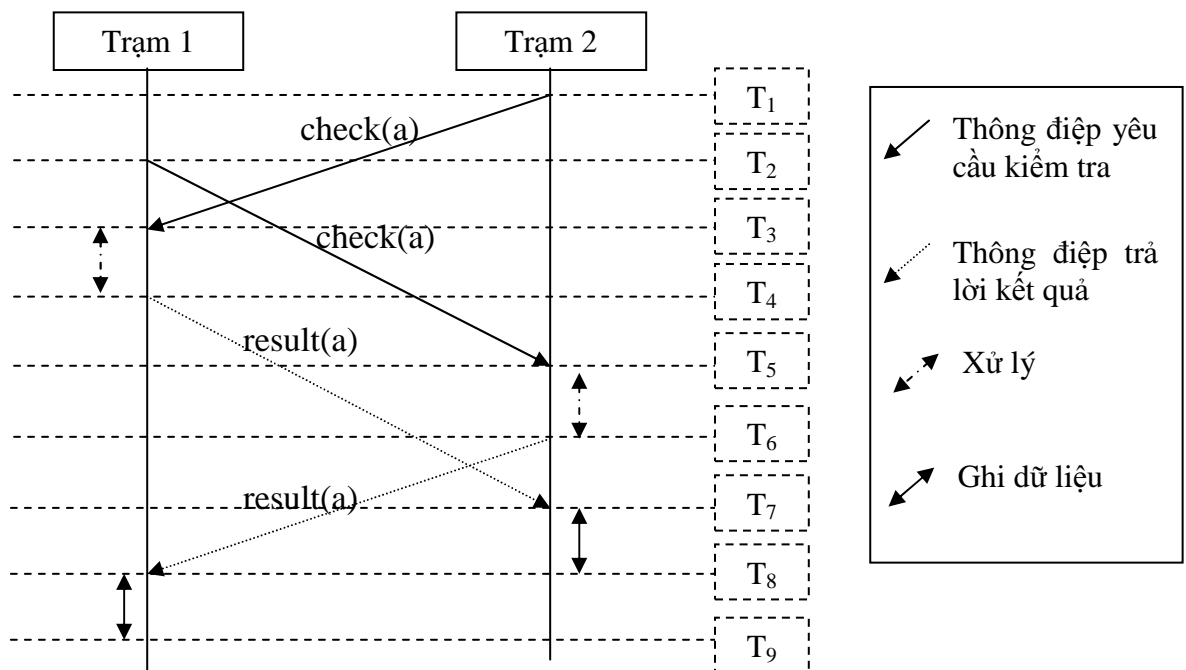 Trạm 1
Trạm 2
T1
check(a)
T2
Thông điệp yêu
cầu kiểm tra
T3
check(a)
T4
Thông điệp trả
lời kết quả
result(a)
T5
Xử lý
T6
result(a)
T7
Ghi dữ liệu
T8
T9